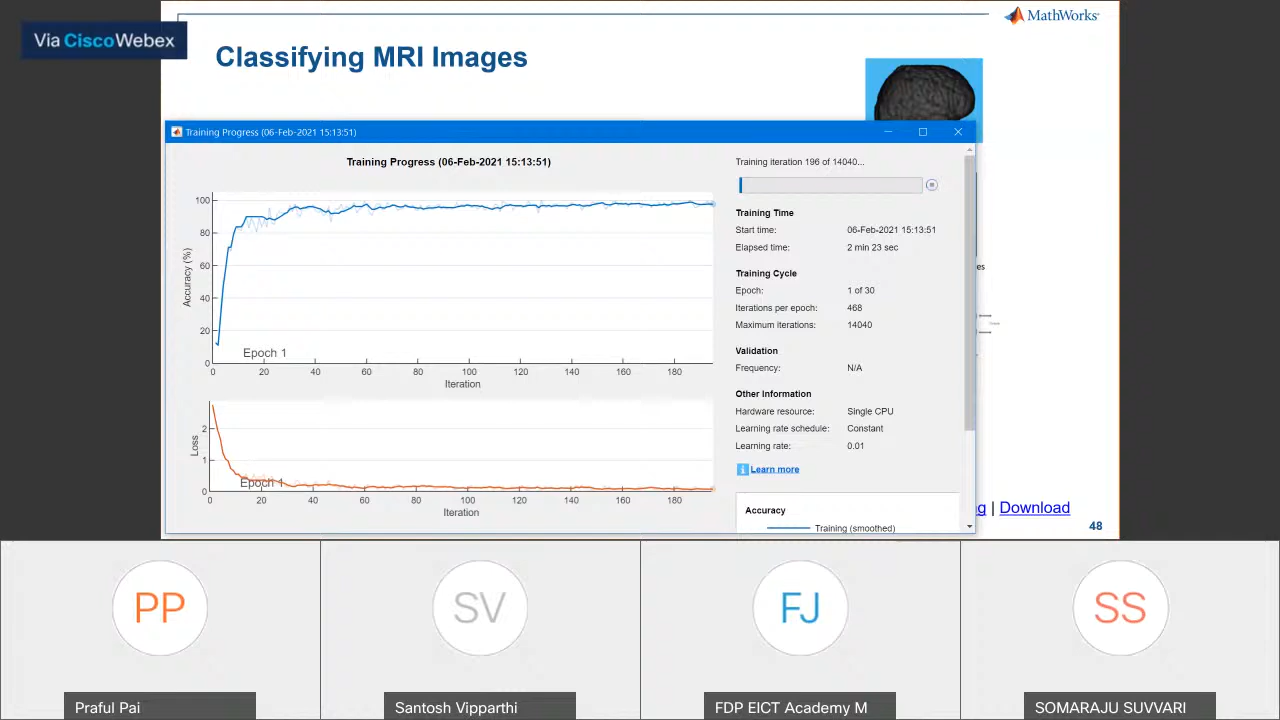 MathWorks
Via CiscoWebex
Classifying MRI Images
Training Progress (06-Feb-2021 15:13:51)
Training Progress (06-Feb-2021 15:13:51)
100
80
60
40
20
0
Accuracy (%)
Epoch 1
0 20 40 60 80 100 120 140 160 180
Iteration
2
1
0
Loss
Epoch 1
0 20 40 60 80 100 120 140 160 180
Iteration
Training iteration 196 of 14040...
Training Time
Start time: 06-Feb-2021 15:13:51
Elapsed time: 2 min 23 sec
Training Cycle
Epoch: 1 of 30
Iterations per epoch: 468
Maximum iterations: 14040
Validation
Frequency: N/A
Other Information
Hardware resource: Single CPU
Learning rate schedule: Constant
Learning rate: 0.01
Learn more
Accuracy
Training (smoothed)
es
g | Download
48
PP
SV
FJ
SS
Praful Pai
Santosh Vipparthi
FDP EICT Academy M
SOMARAJU SUVVARI